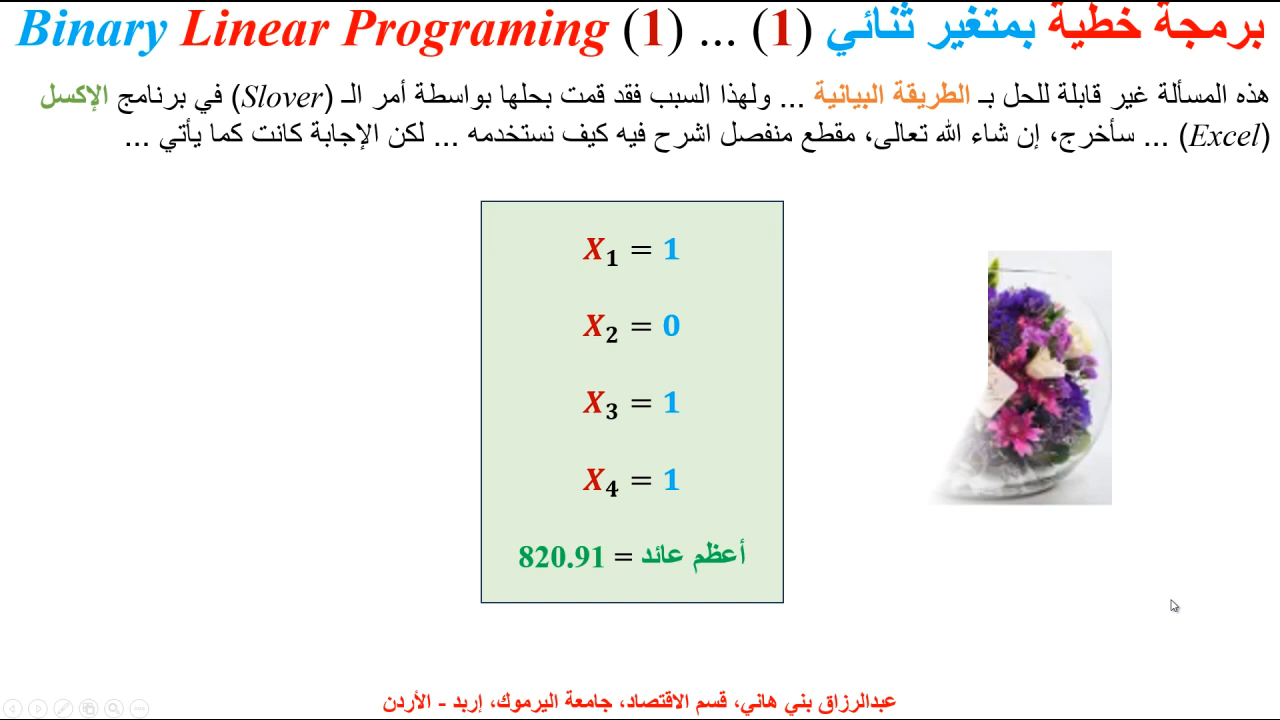 برمجة خطية بمتغير ثنائي (1) ... Binary Linear Programing (1)
هذه المسألة غير قابلة للحل بـ الطريقة البيانية ... ولهذا السبب فقد قمت بحلها بواسطة أمر الـ (Slover) في برنامج الإكسل
(Excel) ... سأخرج، إن شاء الله تعالى، مقطع منفصل اشرح فيه كيف نستخدمه ... لكن الإجابة كانت كما يأتي ...
X₁ = 1
X₂ = 0
X₃ = 1
X₄ = 1
أعظم عائد = 820.91
عبدالرزاق بني هاني، قسم الاقتصاد، جامعة اليرموك، إربد - الأردن